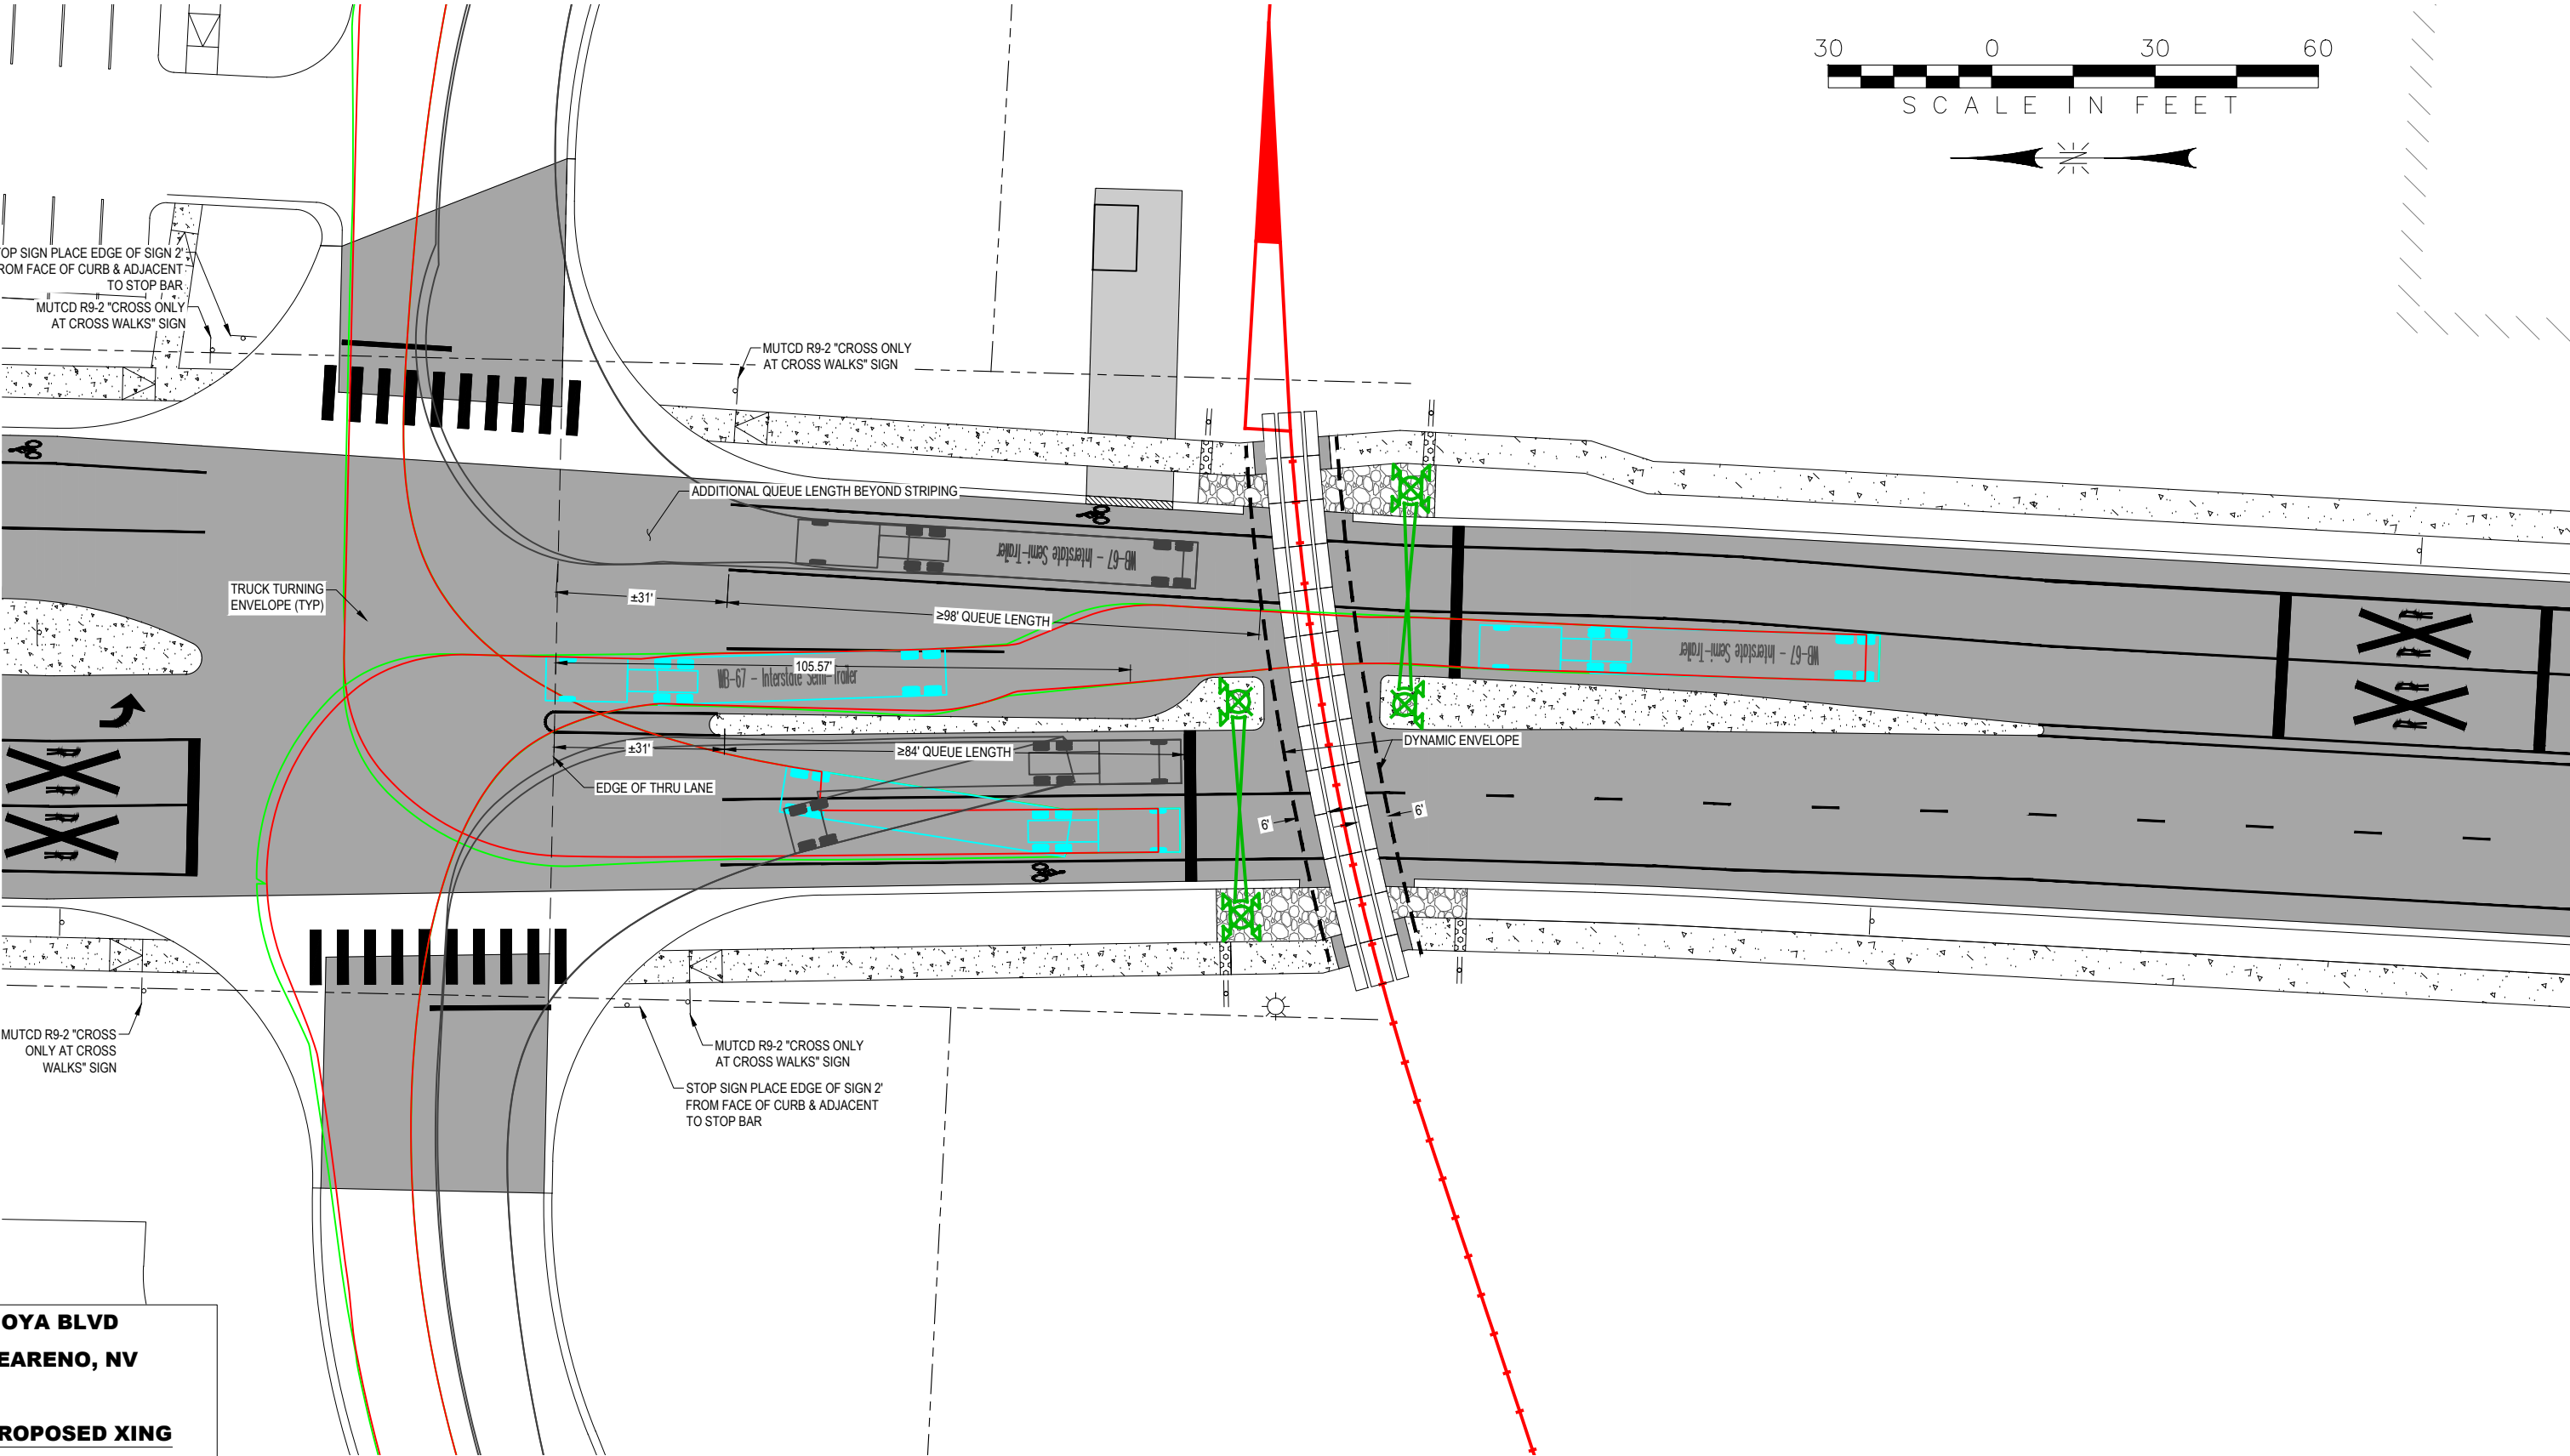 30 0 30 60
SCALE IN FEET
N
TOP SIGN PLACE EDGE OF SIGN 2'
ROM FACE OF CURB & ADJACENT
TO STOP BAR
MUTCD R9-2 "CROSS ONLY
AT CROSS WALKS" SIGN
MUTCD R9-2 "CROSS ONLY
AT CROSS WALKS" SIGN
ADDITIONAL QUEUE LENGTH BEYOND STRIPING
WB-67 - Interstate Semi-Trailer
TRUCK TURNING
ENVELOPE (TYP)
±31'
≥98' QUEUE LENGTH
105.57'
WB-67 - Interstate Semi-Trailer
WB-67 - Interstate Semi-Trailer
±31'
≥84' QUEUE LENGTH
DYNAMIC ENVELOPE
EDGE OF THRU LANE
6'
6'
MUTCD R9-2 "CROSS
ONLY AT CROSS
WALKS" SIGN
MUTCD R9-2 "CROSS ONLY
AT CROSS WALKS" SIGN
STOP SIGN PLACE EDGE OF SIGN 2'
FROM FACE OF CURB & ADJACENT
TO STOP BAR
OYA BLVD
EARENO, NV
ROPOSED XING